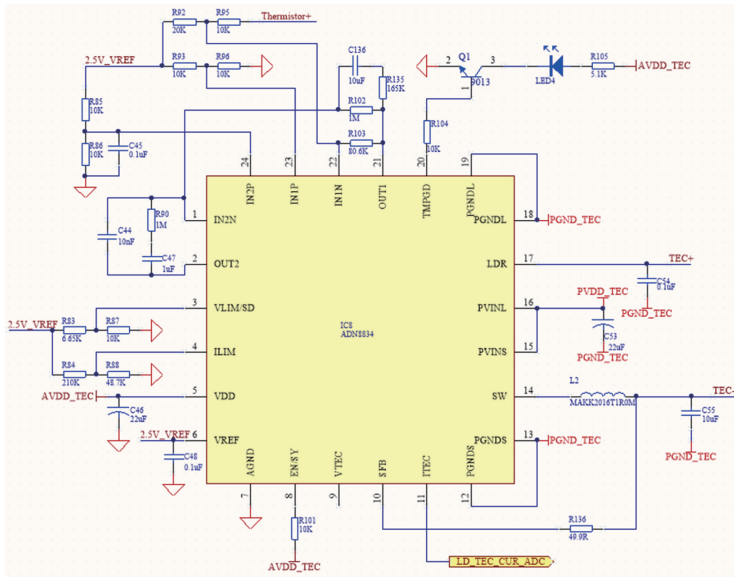 R92
20K
R95
10K
Thermistor+
2.5V_VREF
R93
10K
R96
10K
C136
10uF
R135
165K
R102
1M
R103
80.6K
Q1
2
3
1
9013
LED4
R105
5.1K
AVDD_TEC
R104
10K
R85
10K
R86
10K
C45
0.1uF
24
23
22
21
20
19
IN2P
IN1P
IN1N
OUT1
TMPGD
PGNDL
C44
10nF
R90
1M
C47
1uF
1
IN2N
2
OUT2
3
VLIM/SD
4
ILIM
5
VDD
6
VREF
PGNDL
18
PGND_TEC
LDR
17
TEC+
C54
0.1uF
PGND_TEC
PVINL
16
PVDD_TEC
C53
22uF
PGND_TEC
PVINS
15
SW
14
L2
MAKK2016T1R0M
TEC-
C55
10uF
PGND_TEC
PGNDS
13
PGND_TEC
IC8
ADN8834
2.5V_VREF
R83
6.65K
R87
10K
R84
210K
R88
48.7K
AVDD_TEC
C46
22uF
2.5V_VREF
C48
0.1uF
AGND
EN/SY
VTEC
SFB
ITEC
PGNDS
7
8
9
10
11
12
R101
10K
AVDD_TEC
R136
49.9R
LD_TEC_CUR_ADC